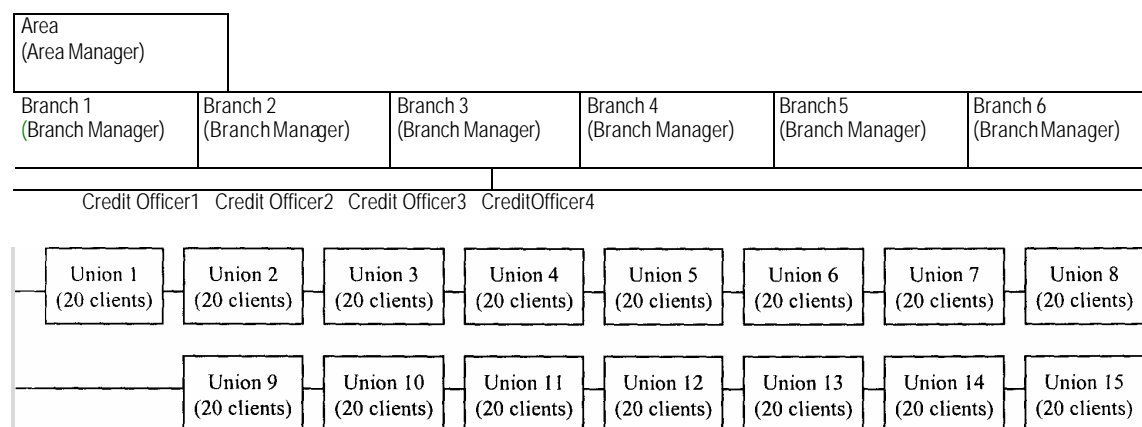 Area
(Area Manager)
Branch 1
(Branch Manager)
Branch 2
(Branch Manager)
Branch 3
(Branch Manager)
Branch 4
(Branch Manager)
Branch5
(Branch Manager)
Branch 6
(Branch Manager)
Credit Officer1 Credit Officer2 Credit Officer3 CreditOfficer4
Union 1
(20 clients)
Union 2
(20 clients)
Union 3
(20 clients)
Union 4
(20 clients)
Union 5
(20 clients)
Union 6
(20 clients)
Union 7
(20 clients)
Union 8
(20 clients)
Union 9
(20 clients)
Union 10
(20 clients)
Union 11
(20 clients)
Union 12
(20 clients)
Union 13
(20 clients)
Union 14
(20 clients)
Union 15
(20 clients)